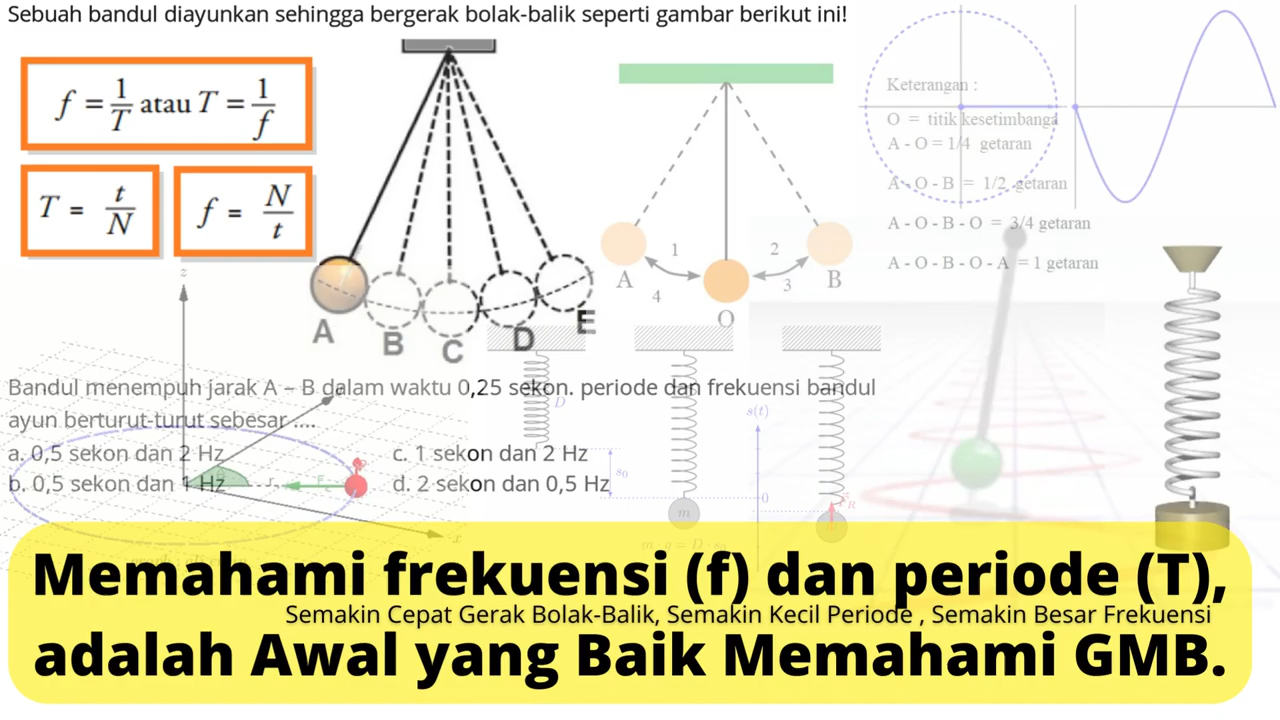 Sebuah bandul diayunkan sehingga bergerak bolak-balik seperti gambar berikut ini!
f = 1/T atau T = 1/f
T = t/N
f = N/t
A
B
C
D
E
1
2
3
4
A
O
B
Keterangan :
O = titik kesetimbanga
A - O = 1/4 getaran
A - O - B = 1/2 getaran
A - O - B - O = 3/4 getaran
A - O - B - O - A = 1 getaran
z
Bandul menempuh jarak A – B dalam waktu 0,25 sekon. periode dan frekuensi bandul
ayun berturut-turut sebesar ....
a. 0,5 sekon dan 2 Hz
c. 1 sekon dan 2 Hz
b. 0,5 sekon dan 1 Hz
d. 2 sekon dan 0,5 Hz
D
s(t)
s₀
0
m
x
Memahami frekuensi (f) dan periode (T),
Semakin Cepat Gerak Bolak-Balik, Semakin Kecil Periode , Semakin Besar Frekuensi
adalah Awal yang Baik Memahami GMB.